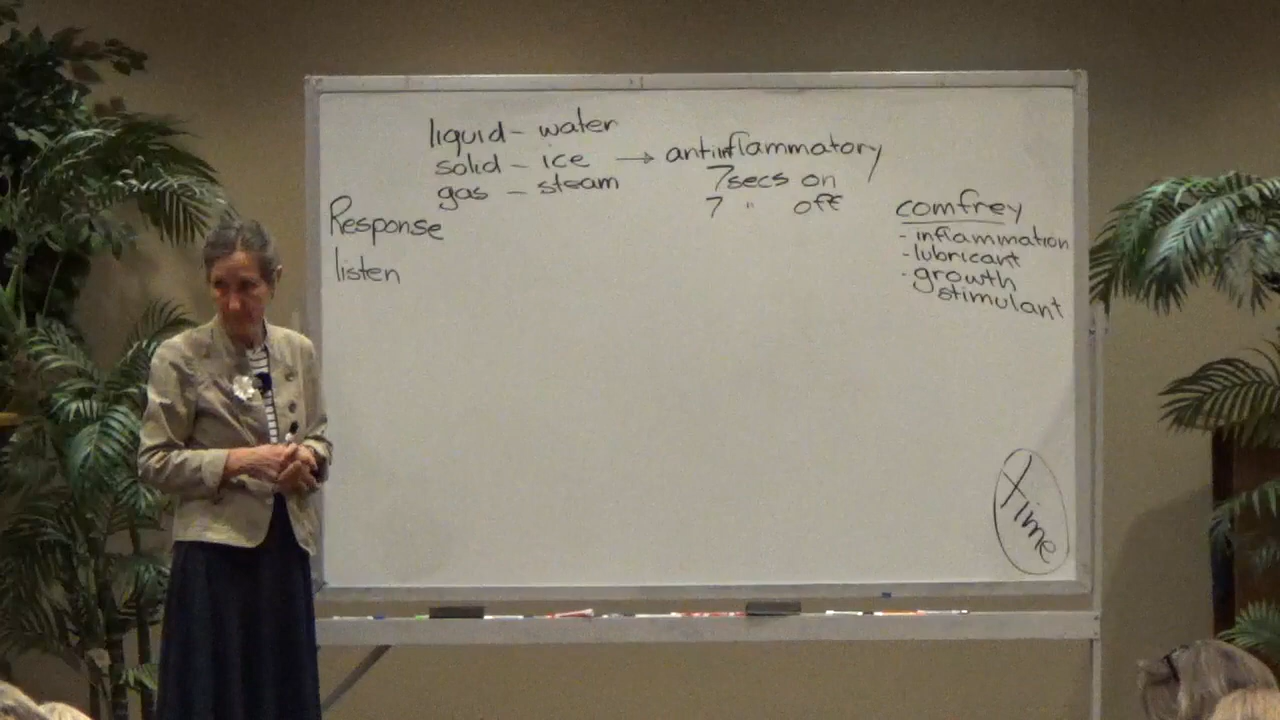 liquid - water
solid - ice → antiinflammatory
gas - steam
7secs on
7 " off
Response
listen
comfrey
- inflammation
- lubricant
- growth
stimulant
time